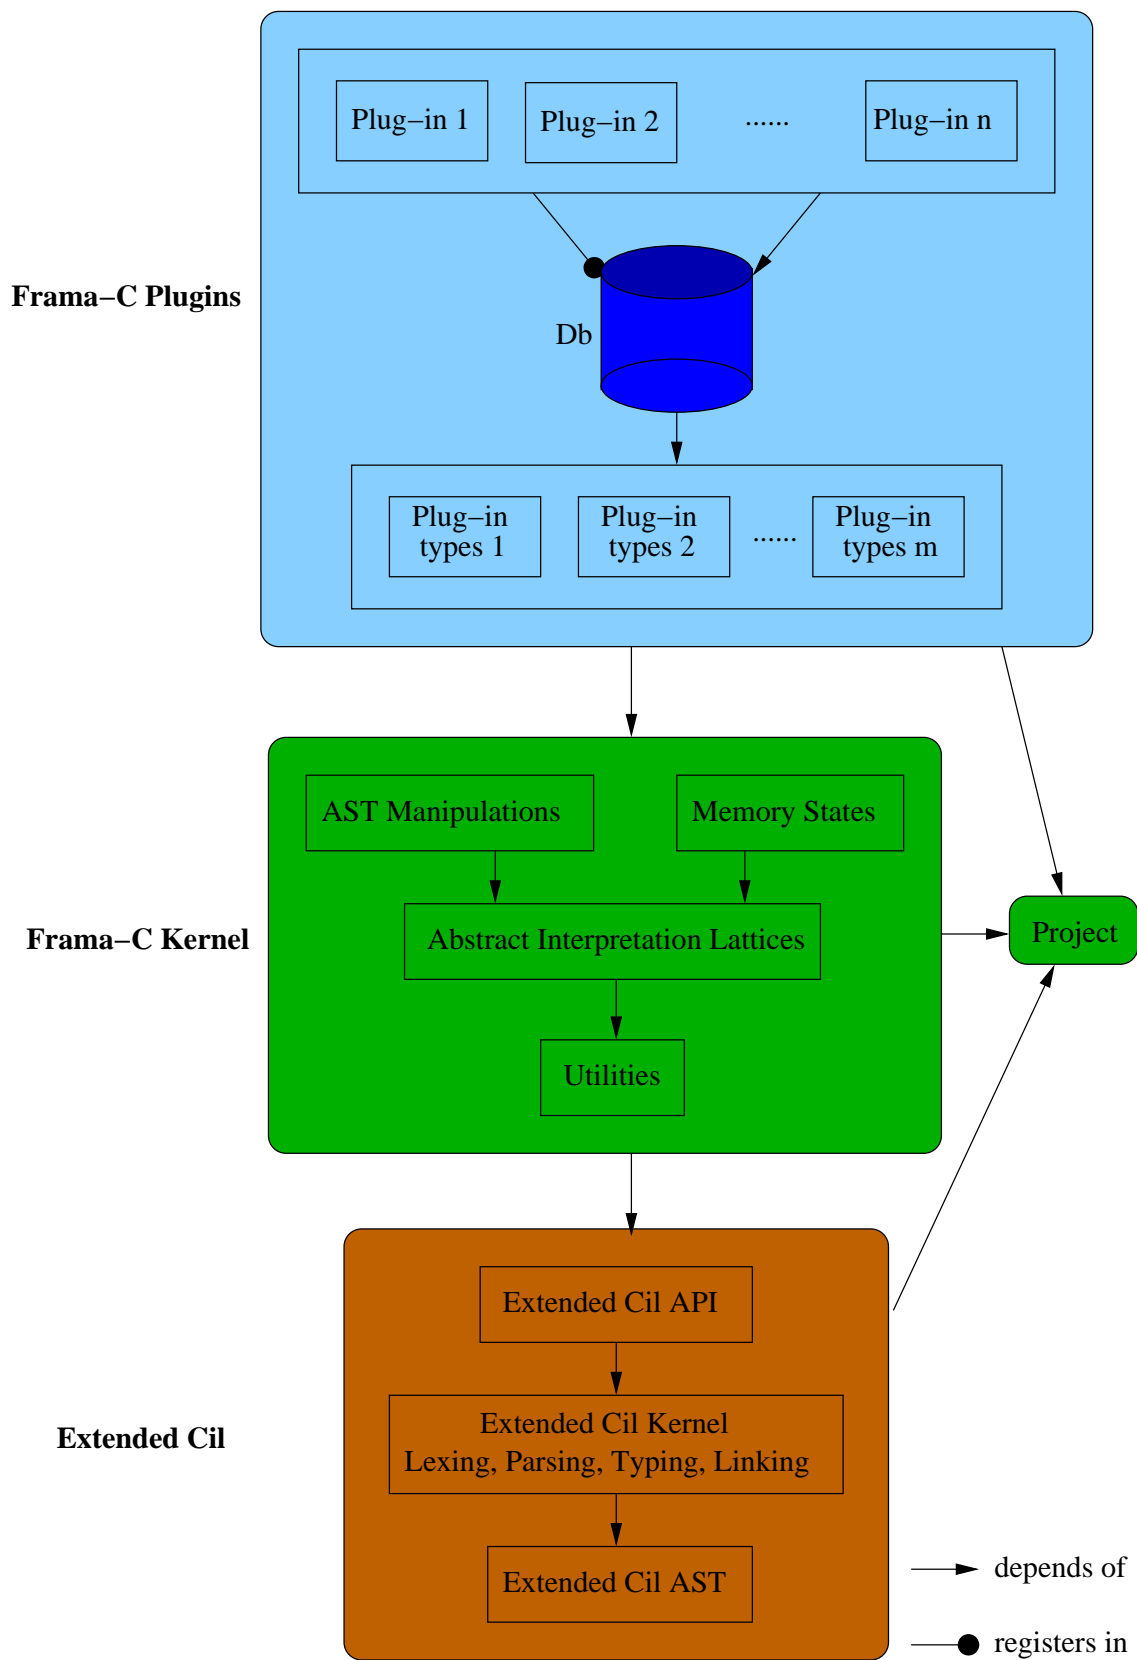 Plug−in 1
Plug−in 2
......
Plug−in n
Frama−C Plugins
Db
Plug−in
types 1
Plug−in
types 2
......
Plug−in
types m
AST Manipulations
Memory States
Frama−C Kernel
Abstract Interpretation Lattices
Project
Utilities
Extended Cil API
Extended Cil
Extended Cil Kernel
Lexing, Parsing, Typing, Linking
Extended Cil AST
depends of
registers in